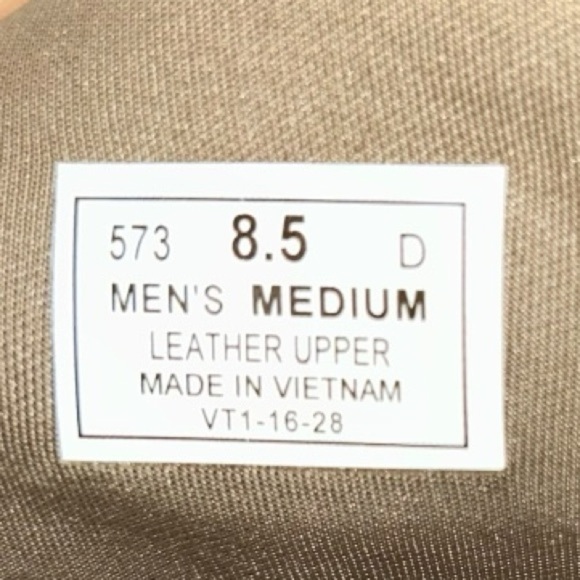 573 8.5 D
MEN'S MEDIUM
LEATHER UPPER
MADE IN VIETNAM
VT1-16-28